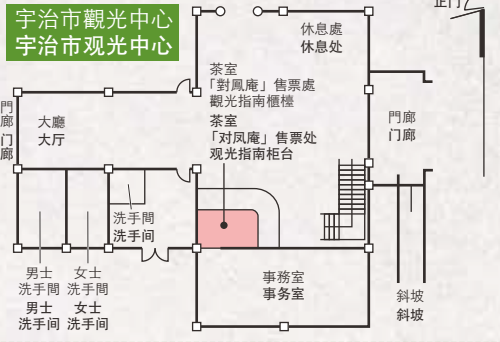 宇治市觀光中心
宇治市观光中心
正门
休息處
休息处
茶室
「對鳳庵」售票處
觀光指南櫃檯
茶室
「对凤庵」售票处
观光指南柜台
門廊
门廊
大廳
大厅
門廊
门廊
洗手間
洗手间
男士
洗手間
男士
洗手间
女士
洗手間
女士
洗手间
事務室
事务室
斜坡
斜坡